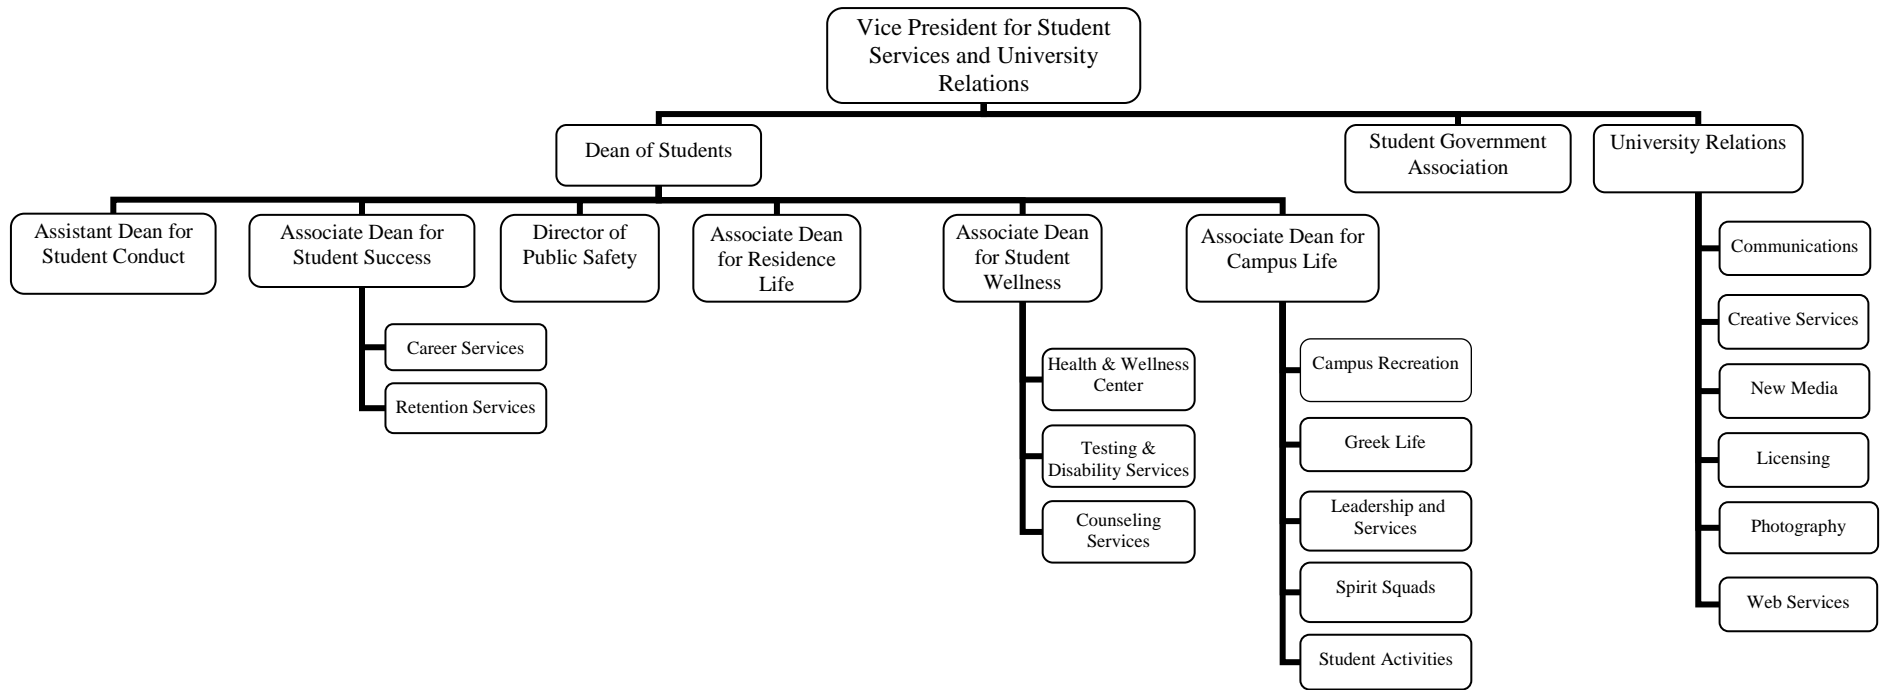 Vice President for Student
Services and University
Relations
Dean of Students
Student Government
Association
University Relations
Assistant Dean for
Student Conduct
Associate Dean for
Student Success
Director of
Public Safety
Associate Dean
for Residence
Life
Associate Dean
for Student
Wellness
Associate Dean for
Campus Life
Career Services
Retention Services
Health & Wellness
Center
Testing &
Disability Services
Counseling
Services
Campus Recreation
Greek Life
Leadership and
Services
Spirit Squads
Student Activities
Communications
Creative Services
New Media
Licensing
Photography
Web Services